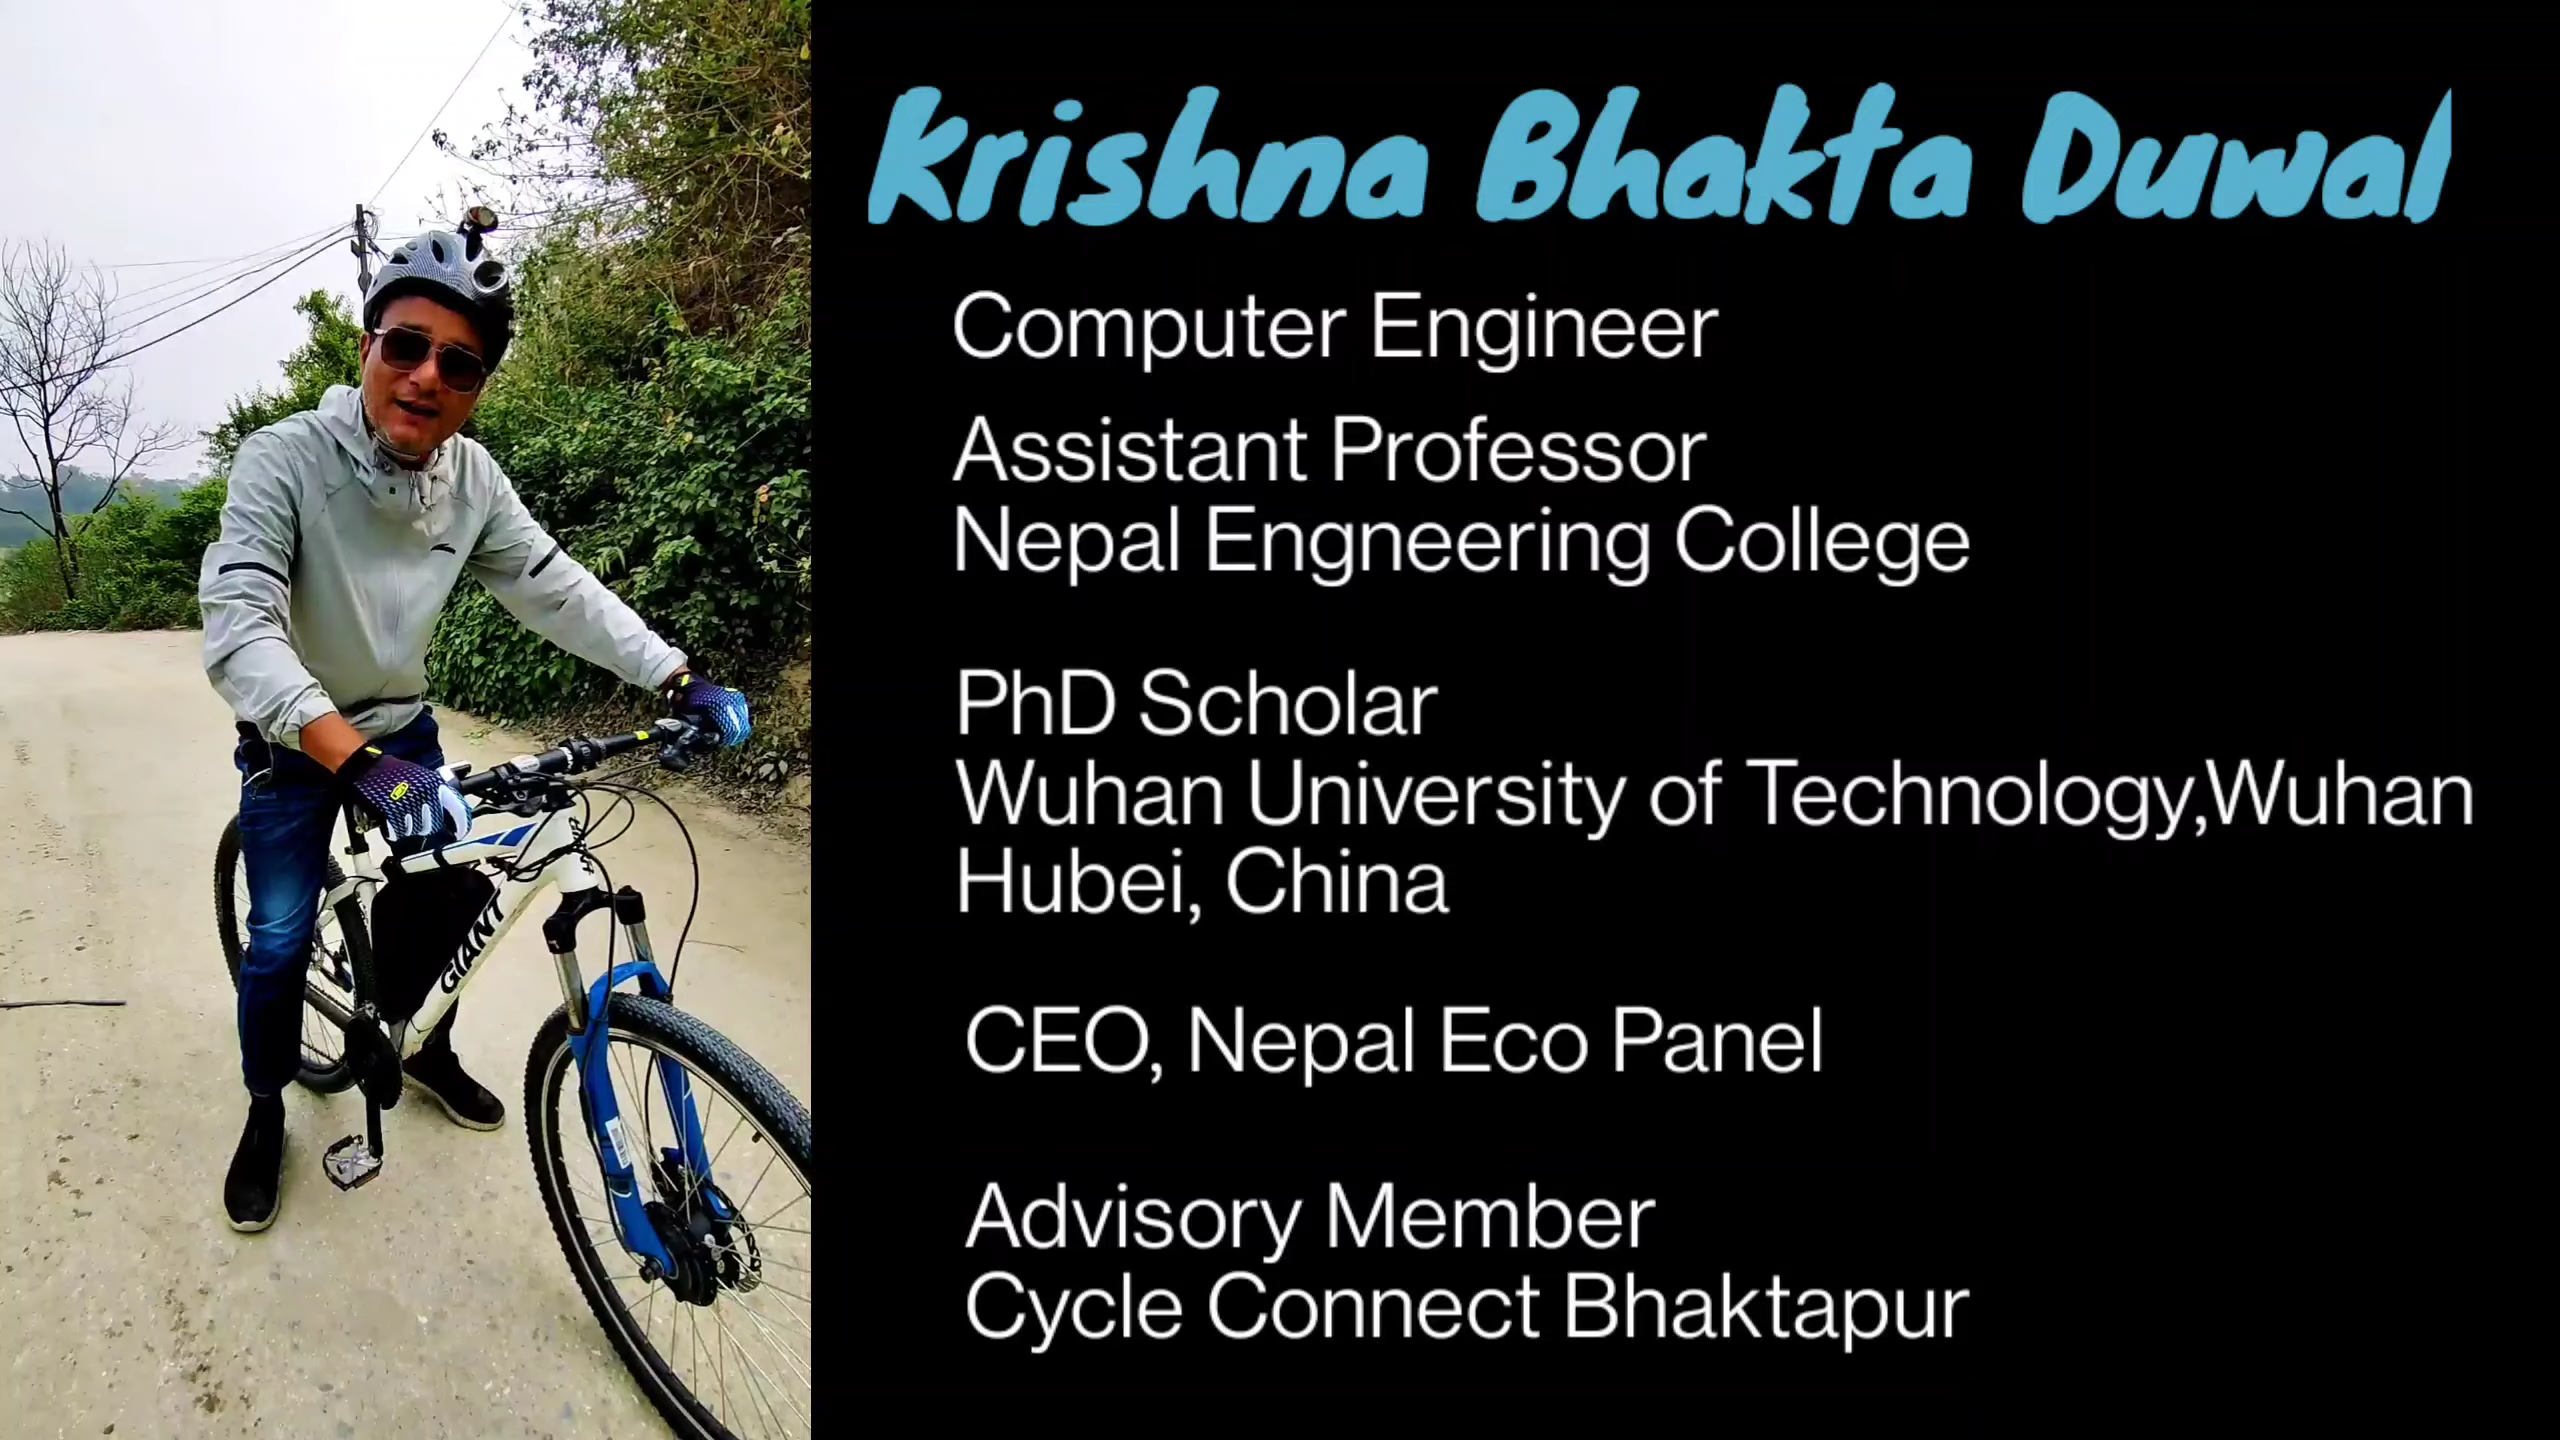 Krishna Bhakta Duwal
Computer Engineer
Assistant Professor
Nepal Engneering College
PhD Scholar
Wuhan University of Technology,Wuhan
Hubei, China
CEO, Nepal Eco Panel
Advisory Member
Cycle Connect Bhaktapur
GIANT